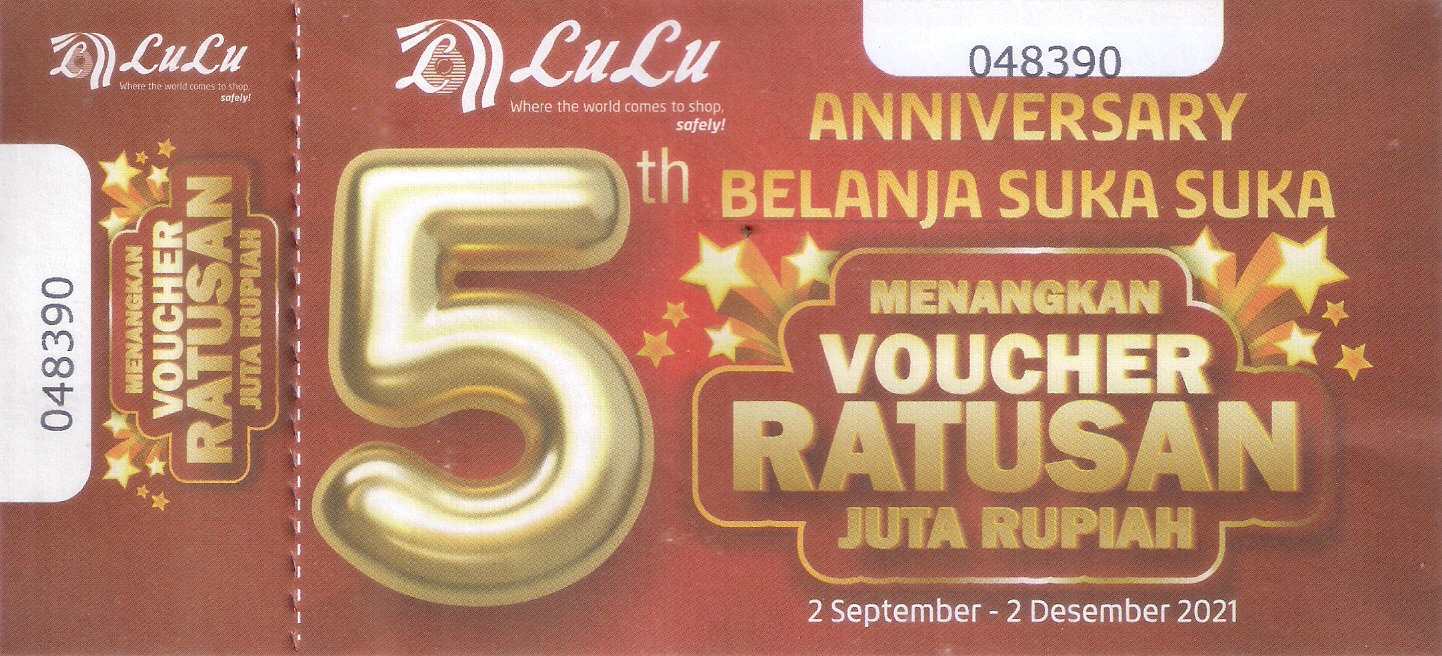 LuLu
Where the world comes to shop,
safely!
048390
MENANGKAN
VOUCHER
RATUSAN
JUTA RUPIAH
LuLu
Where the world comes to shop,
safely!
048390
5th
ANNIVERSARY
BELANJA SUKA SUKA
MENANGKAN
VOUCHER
RATUSAN
JUTA RUPIAH
2 September - 2 Desember 2021